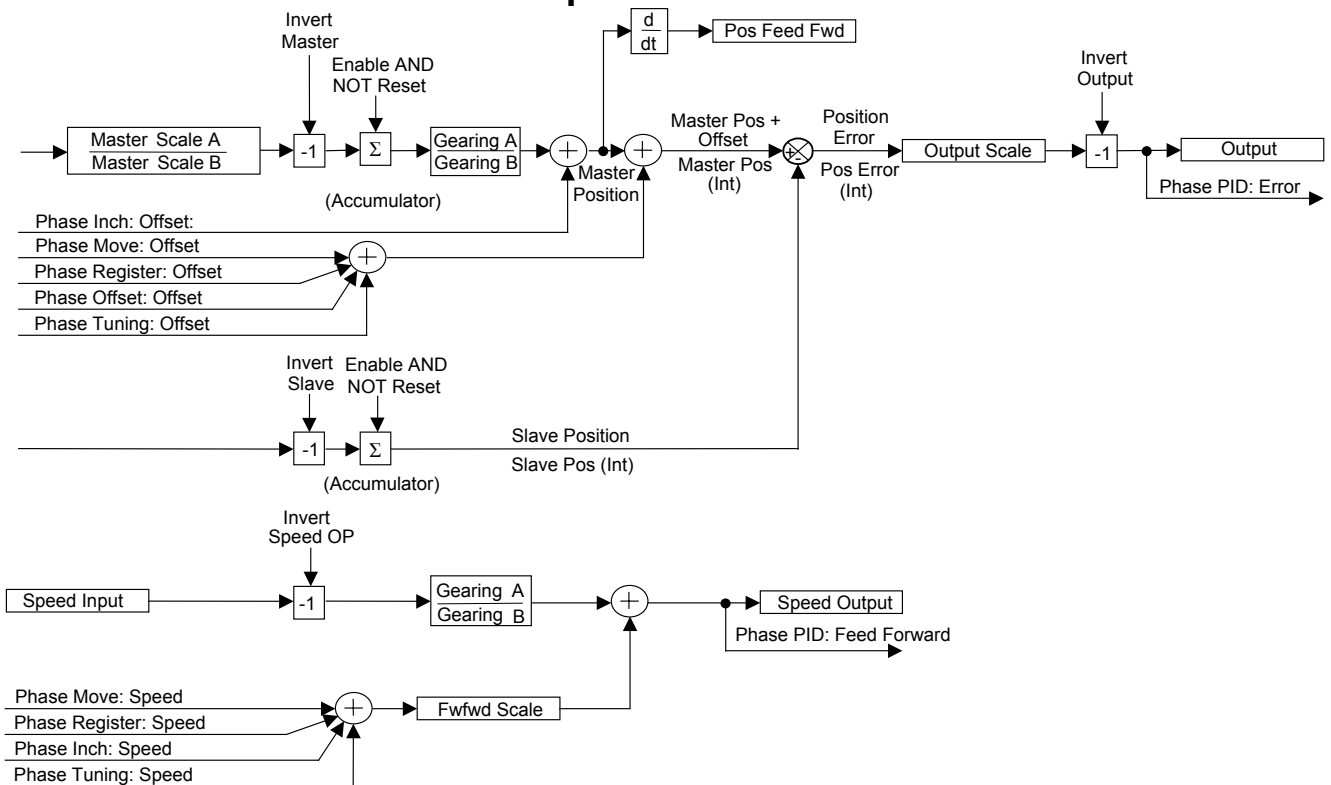 Invert
Master
Enable AND
NOT Reset
d
dt
Pos Feed Fwd
Invert
Output
Master Scale A
Master Scale B
-1
Σ
Gearing A
Gearing B
+
+
Master
Position
Master Pos +
Offset
Master Pos
(Int)
+
-
Position
Error
Pos Error
(Int)
Output Scale
-1
Output
Phase PID: Error
(Accumulator)
Phase Inch: Offset:
Phase Move: Offset
Phase Register: Offset
Phase Offset: Offset
Phase Tuning: Offset
+
Invert
Slave
Enable AND
NOT Reset
-1
Σ
Slave Position
Slave Pos (Int)
(Accumulator)
Invert
Speed OP
Speed Input
-1
Gearing A
Gearing B
+
Speed Output
Phase PID: Feed Forward
Phase Move: Speed
Phase Register: Speed
Phase Inch: Speed
Phase Tuning: Speed
+
Fwfwd Scale